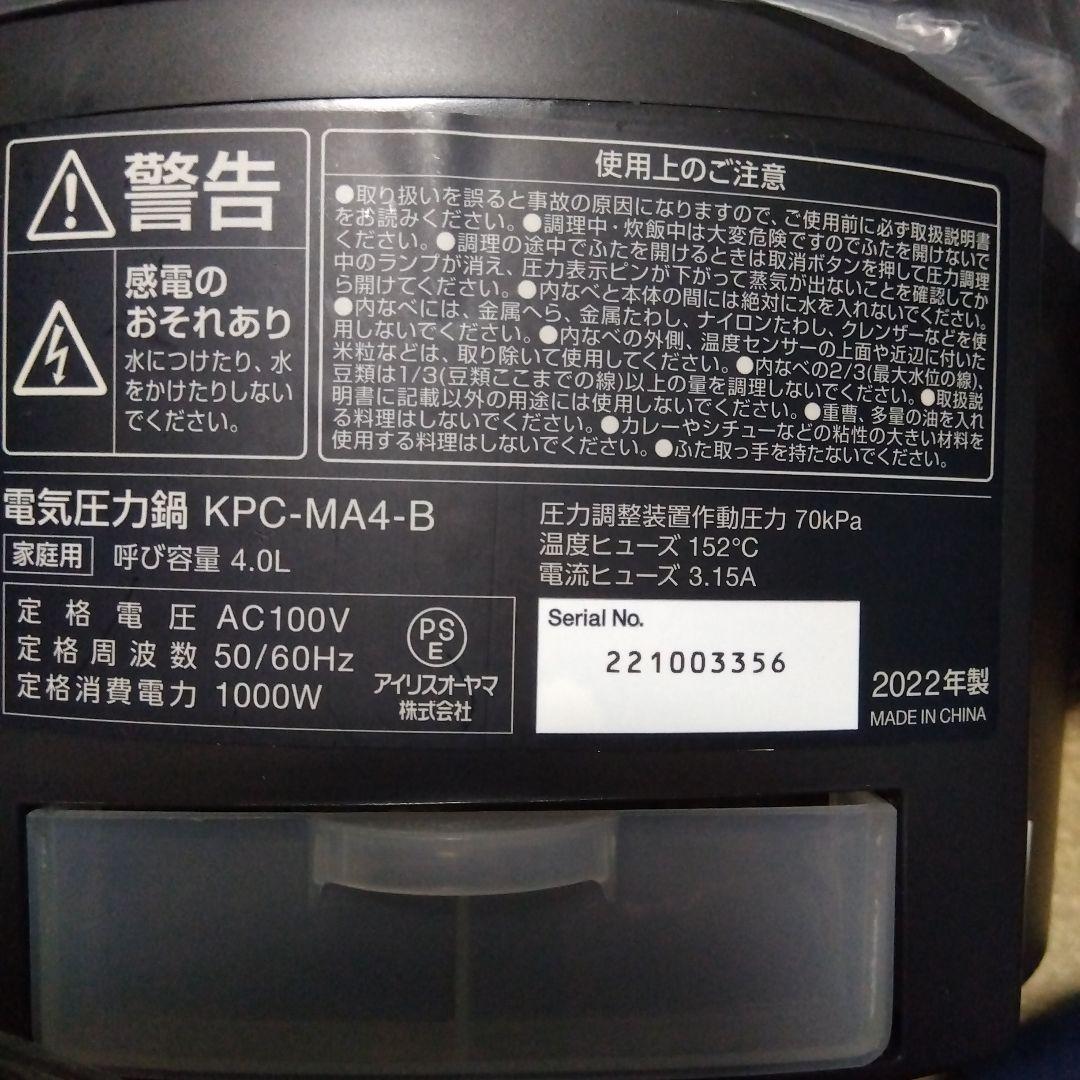 警告
感電の
おそれあり
水につけたり、水
をかけたりしない
でください。
使用上のご注意
●取り扱いを誤ると事故の原因になりますので、ご使用前に必ず取扱説明書
をお読みください。●調理中・炊飯中は大変危険ですのでふたを開けないで
ください。●調理の途中でふたを開けるときは取消ボタンを押して圧力調理
中のランプが消え、圧力表示ピンが下がって蒸気が出ないことを確認してか
ら開けてください。●内なべと本体の間には絶対に水を入れないでください。
●内なべには、金属へら、金属たわし、ナイロンたわし、クレンザーなどを使
用しないでください。●内なべの外側、温度センサーの上面や近辺に付いた
米粒などは、取り除いて使用してください。●内なべの2/3(最大水位の線)、
豆類は1/3(豆類ここまでの線)以上の量を調理しないでください。●取扱説
明書に記載以外の用途には使用しないでください。●重曹、多量の油を入れ
る料理はしないでください。●カレーやシチューなどの粘性の大きい材料を
使用する料理はしないでください。●ふた取っ手を持たないでください。
電気圧力鍋 KPC-MA4-B
家庭用 呼び容量 4.0L
定格電圧 AC100V
定格周波数 50/60Hz
定格消費電力 1000W
PS
E
アイリスオーヤマ
株式会社
圧力調整装置作動圧力 70kPa
温度ヒューズ 152℃
電流ヒューズ 3.15A
Serial No.
221003356
2022年製
MADE IN CHINA